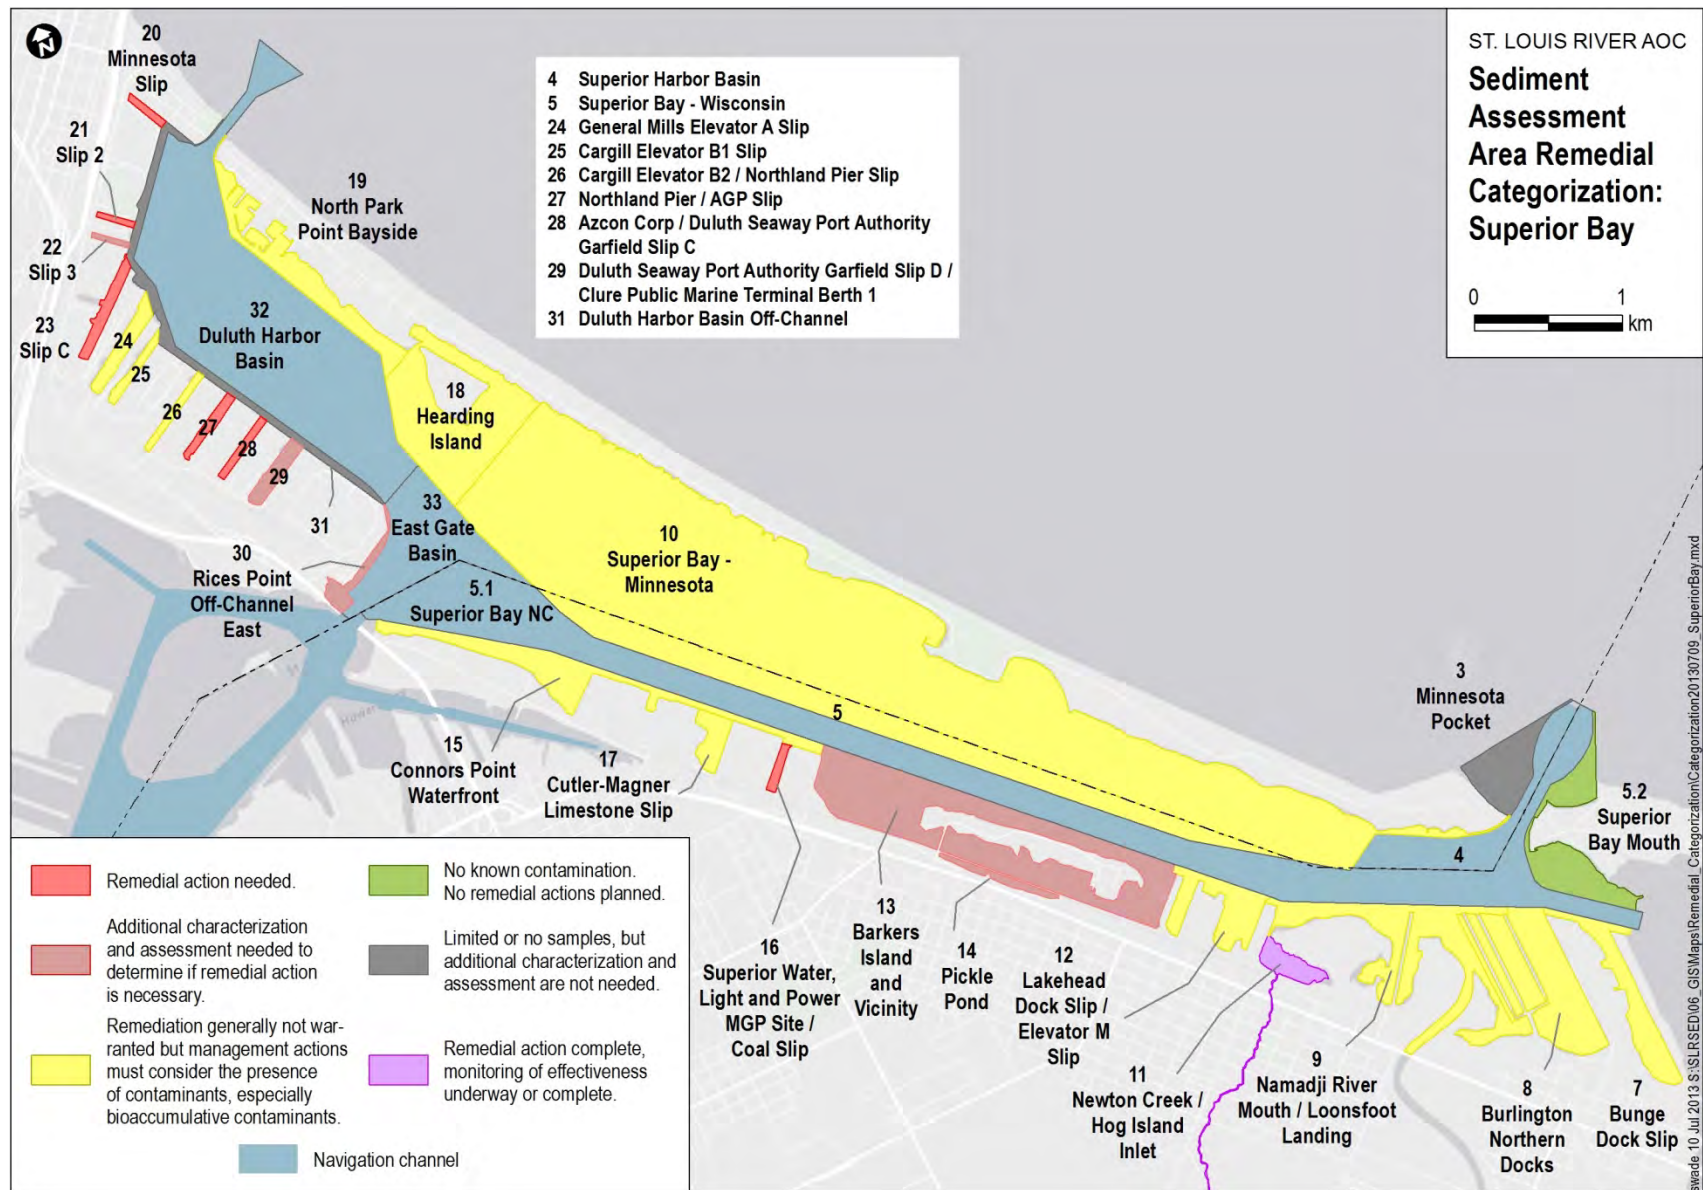 N
ST. LOUIS RIVER AOC
Sediment
Assessment
Area Remedial
Categorization:
Superior Bay
0 1
km
4 Superior Harbor Basin
5 Superior Bay - Wisconsin
24 General Mills Elevator A Slip
25 Cargill Elevator B1 Slip
26 Cargill Elevator B2 / Northland Pier Slip
27 Northland Pier / AGP Slip
28 Azcon Corp / Duluth Seaway Port Authority
Garfield Slip C
29 Duluth Seaway Port Authority Garfield Slip D /
Clure Public Marine Terminal Berth 1
31 Duluth Harbor Basin Off-Channel
20
Minnesota
Slip
21
Slip 2
22
Slip 3
23
Slip C
19
North Park
Point Bayside
32
Duluth Harbor
Basin
24
25
26
27
28
29
31
18
Hearding
Island
33
East Gate
Basin
30
Rices Point
Off-Channel
East
10
Superior Bay -
Minnesota
5.1
Superior Bay NC
5
3
Minnesota
Pocket
5.2
Superior
Bay Mouth
4
15
Connors Point
Waterfront
17
Cutler-Magner
Limestone Slip
16
Superior Water,
Light and Power
MGP Site /
Coal Slip
13
Barkers
Island
and
Vicinity
14
Pickle
Pond
12
Lakehead
Dock Slip /
Elevator M
Slip
11
Newton Creek /
Hog Island
Inlet
9
Namadji River
Mouth / Loonsfoot
Landing
8
Burlington
Northern
Docks
7
Bunge
Dock Slip
Remedial action needed.
Additional characterization
and assessment needed to
determine if remedial action
is necessary.
Remediation generally not war-
ranted but management actions
must consider the presence
of contaminants, especially
bioaccumulative contaminants.
No known contamination.
No remedial actions planned.
Limited or no samples, but
additional characterization and
assessment are not needed.
Remedial action complete,
monitoring of effectiveness
underway or complete.
Navigation channel
swade 10 Jul 2013 S:\SLRSED\06_GIS\Maps\Remedial_Categorization\Categorization20130709_SuperiorBay.mxd